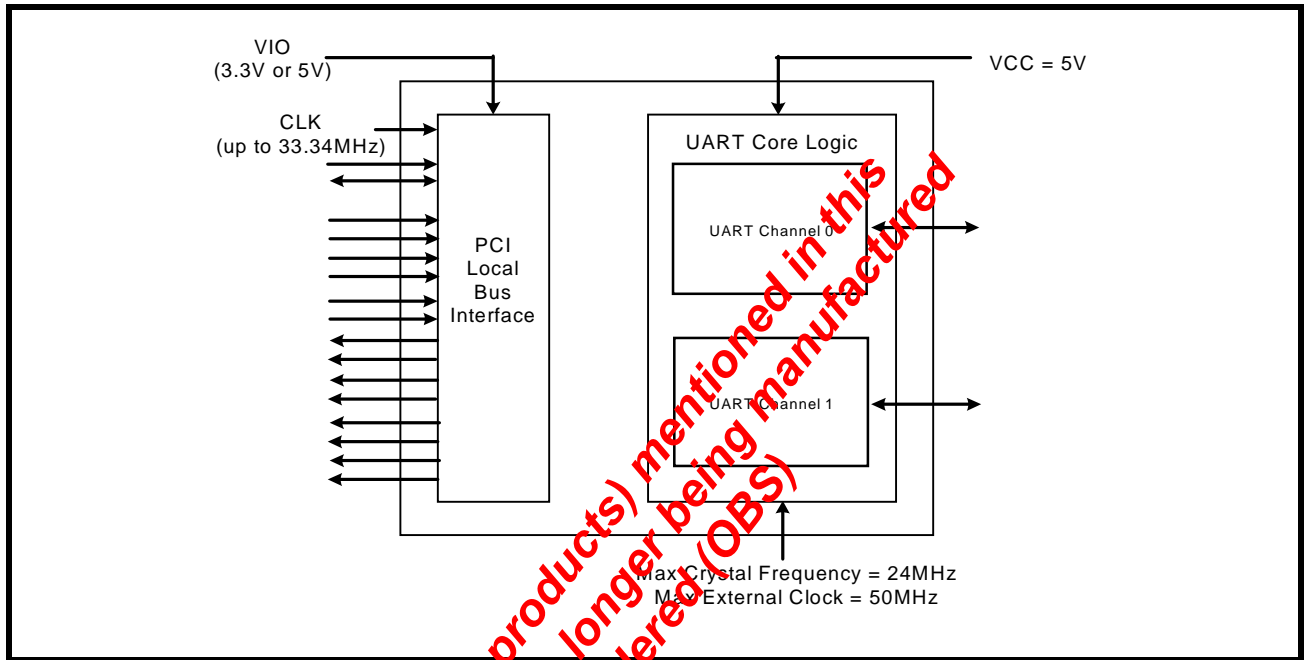 VIO
(3.3V or 5V)
VCC = 5V
CLK
(up to 33.34MHz)
UART Core Logic
UART Channel 0
PCI
Local
Bus
Interface
UART Channel 1
Max Crystal Frequency = 24MHz
Max External Clock = 50MHz
products) mentioned in this
longer being manufactured
dered (OBS)